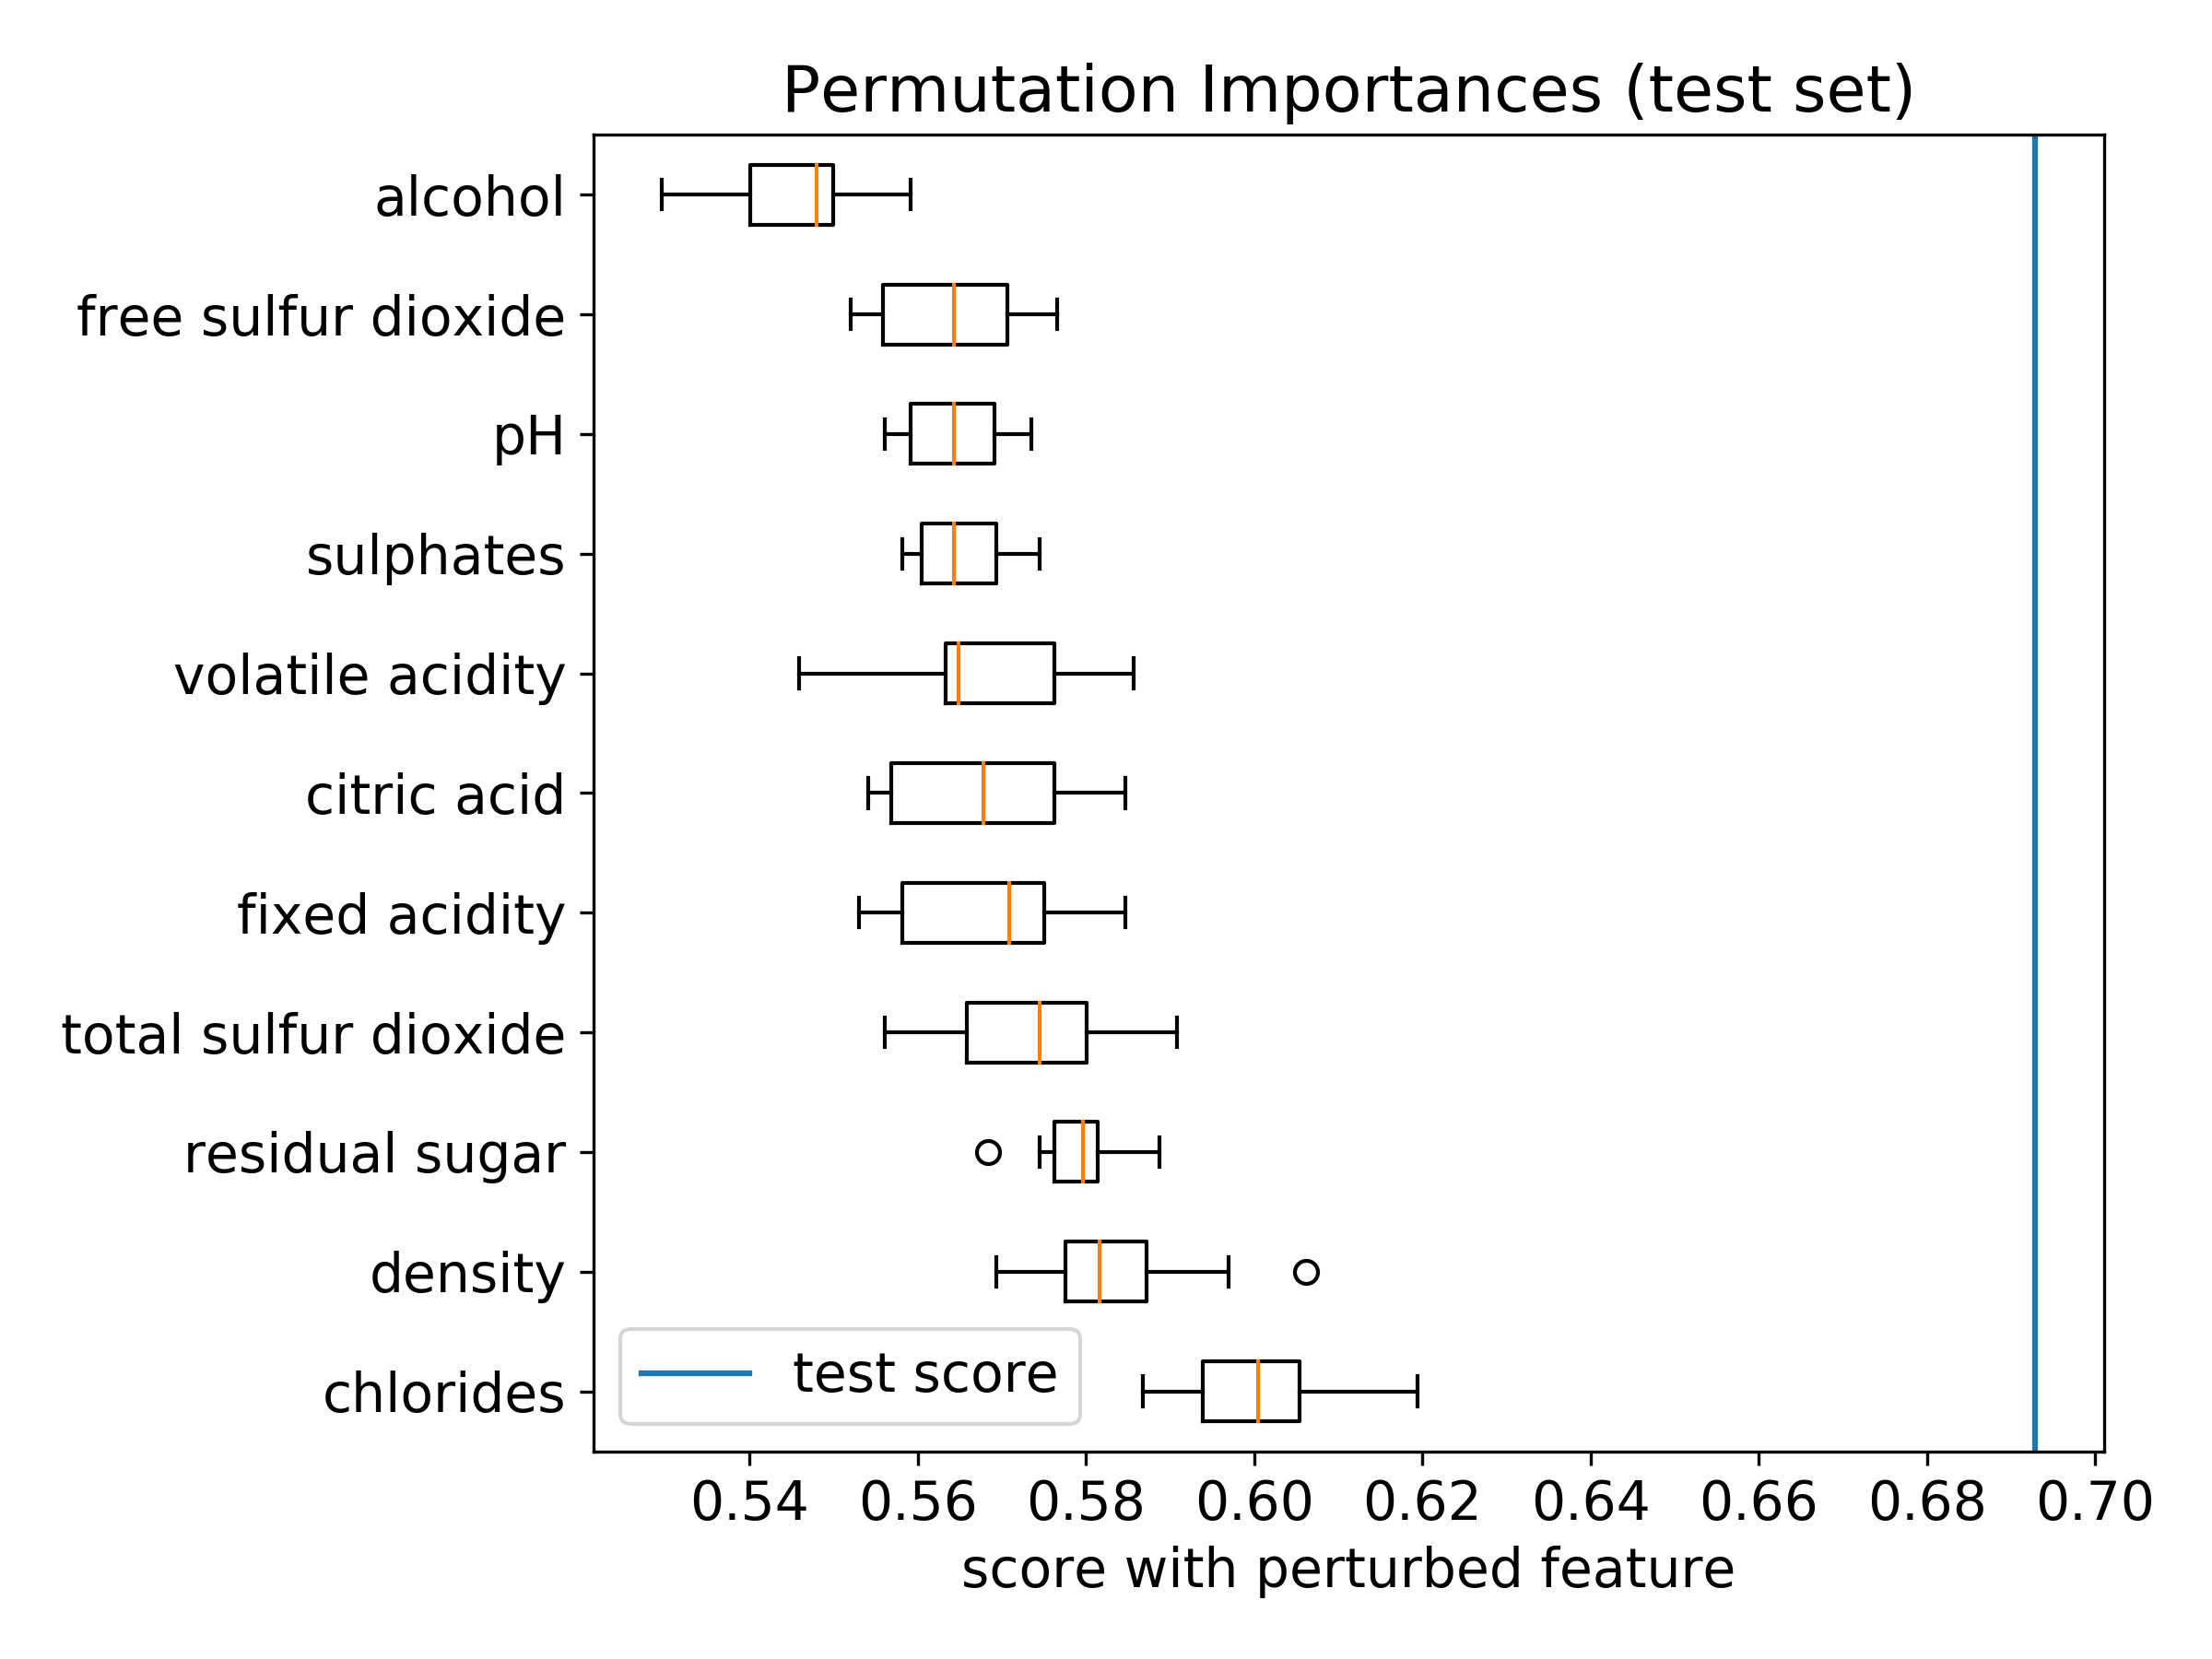 Permutation Importances (test set)
alcohol
free sulfur dioxide
pH
sulphates
volatile acidity
citric acid
fixed acidity
total sulfur dioxide
residual sugar
density
chlorides
test score
0.54 0.56 0.58 0.60 0.62 0.64 0.66 0.68 0.70
score with perturbed feature